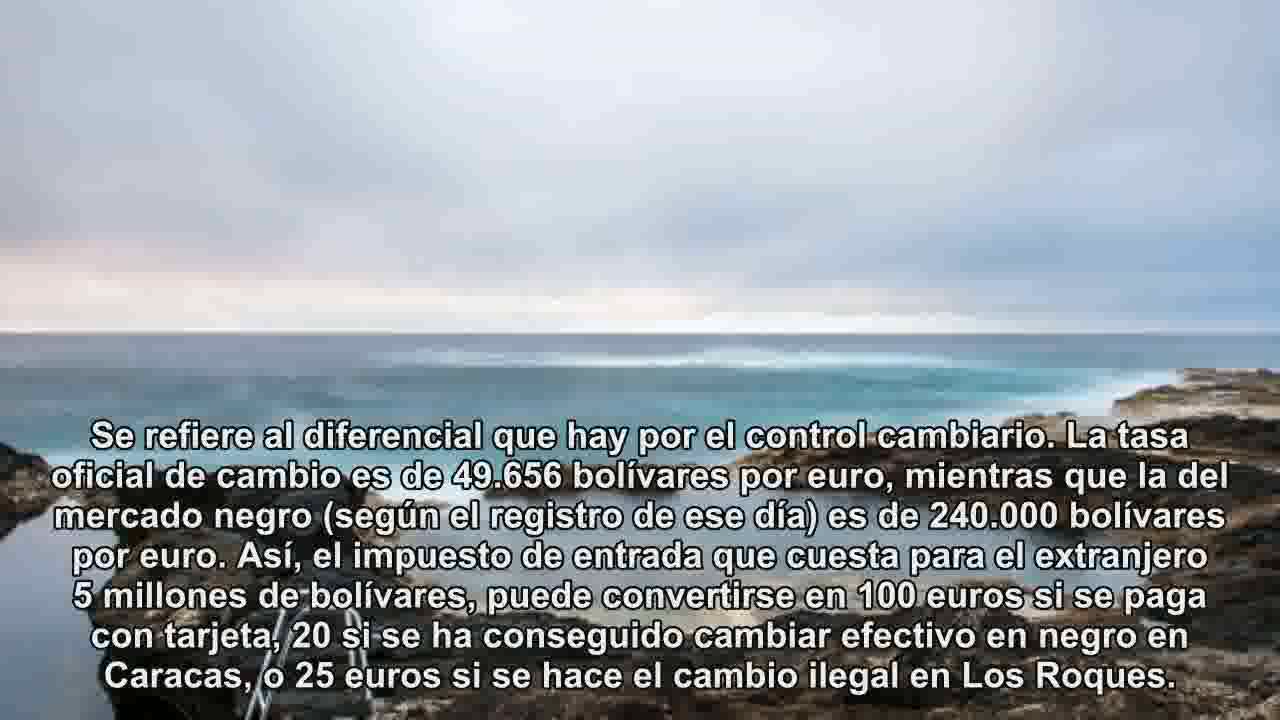 Se refiere al diferencial que hay por el control cambiario. La tasa
oficial de cambio es de 49.656 bolívares por euro, mientras que la del
mercado negro (según el registro de ese día) es de 240.000 bolívares
por euro. Así, el impuesto de entrada que cuesta para el extranjero
5 millones de bolívares, puede convertirse en 100 euros si se paga
con tarjeta, 20 si se ha conseguido cambiar efectivo en negro en
Caracas, o 25 euros si se hace el cambio ilegal en Los Roques.